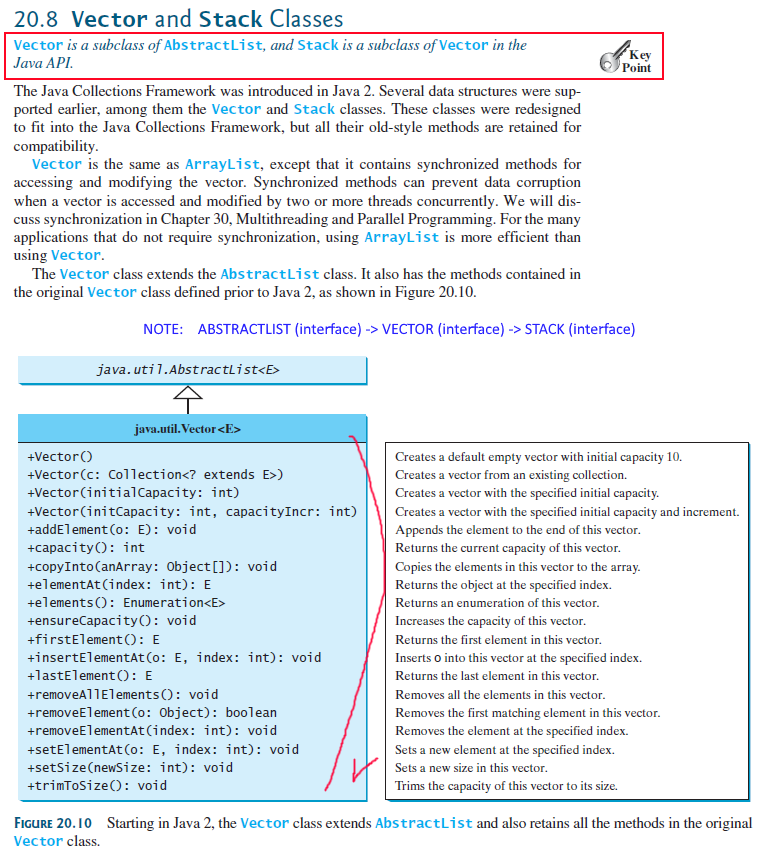 20.8 Vector and Stack Classes
Vector is a subclass of AbstractList, and Stack is a subclass of Vector in the
Java API.
Key
Point
The Java Collections Framework was introduced in Java 2. Several data structures were sup-
ported earlier, among them the Vector and Stack classes. These classes were redesigned
to fit into the Java Collections Framework, but all their old-style methods are retained for
compatibility.
Vector is the same as ArrayList, except that it contains synchronized methods for
accessing and modifying the vector. Synchronized methods can prevent data corruption
when a vector is accessed and modified by two or more threads concurrently. We will dis-
cuss synchronization in Chapter 30, Multithreading and Parallel Programming. For the many
applications that do not require synchronization, using ArrayList is more efficient than
using Vector.
The Vector class extends the AbstractList class. It also has the methods contained in
the original Vector class defined prior to Java 2, as shown in Figure 20.10.
NOTE: ABSTRACTLIST (interface) -> VECTOR (interface) -> STACK (interface)
java.util.AbstractList<E>
java.util.Vector<E>
+Vector()
+Vector(c: Collection<? extends E>)
+Vector(initialCapacity: int)
+Vector(initCapacity: int, capacityIncr: int)
+addElement(o: E): void
+capacity(): int
+copyInto(anArray: Object[]): void
+elementAt(index: int): E
+elements(): Enumeration<E>
+ensureCapacity(): void
+firstElement(): E
+insertElementAt(o: E, index: int): void
+lastElement(): E
+removeAllElements(): void
+removeElement(o: Object): boolean
+removeElementAt(index: int): void
+setElementAt(o: E, index: int): void
+setSize(newSize: int): void
+trimToSize(): void
Creates a default empty vector with initial capacity 10.
Creates a vector from an existing collection.
Creates a vector with the specified initial capacity.
Creates a vector with the specified initial capacity and increment.
Appends the element to the end of this vector.
Returns the current capacity of this vector.
Copies the elements in this vector to the array.
Returns the object at the specified index.
Returns an enumeration of this vector.
Increases the capacity of this vector.
Returns the first element in this vector.
Inserts o into this vector at the specified index.
Returns the last element in this vector.
Removes all the elements in this vector.
Removes the first matching element in this vector.
Removes the element at the specified index.
Sets a new element at the specified index.
Sets a new size in this vector.
Trims the capacity of this vector to its size.
FIGURE 20.10 Starting in Java 2, the Vector class extends AbstractList and also retains all the methods in the original
Vector class.